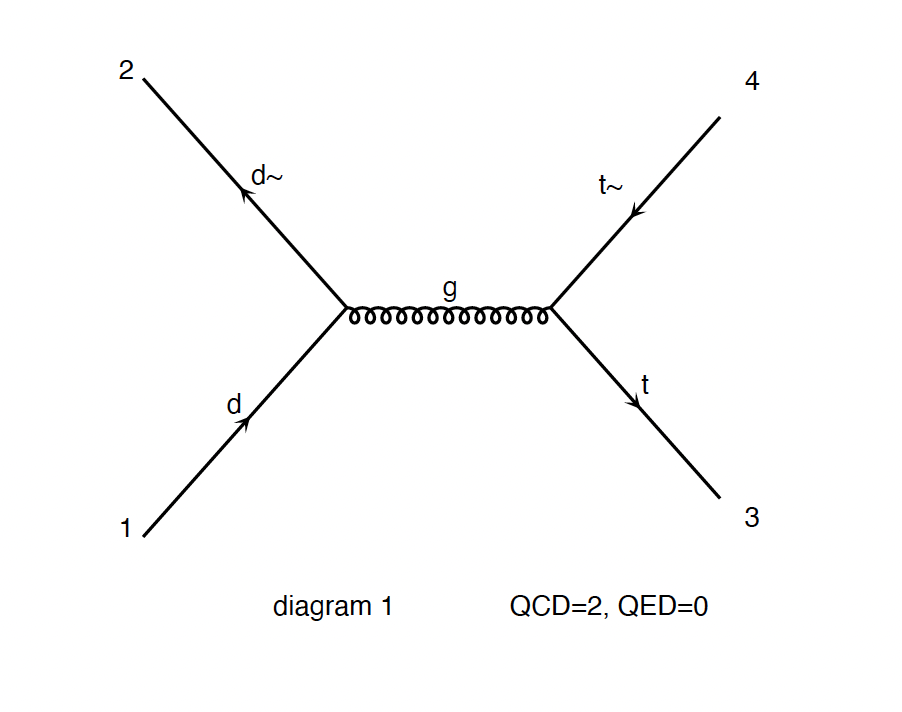 2
4
d~
t~
g
d
t
1
3
diagram 1
QCD=2, QED=0